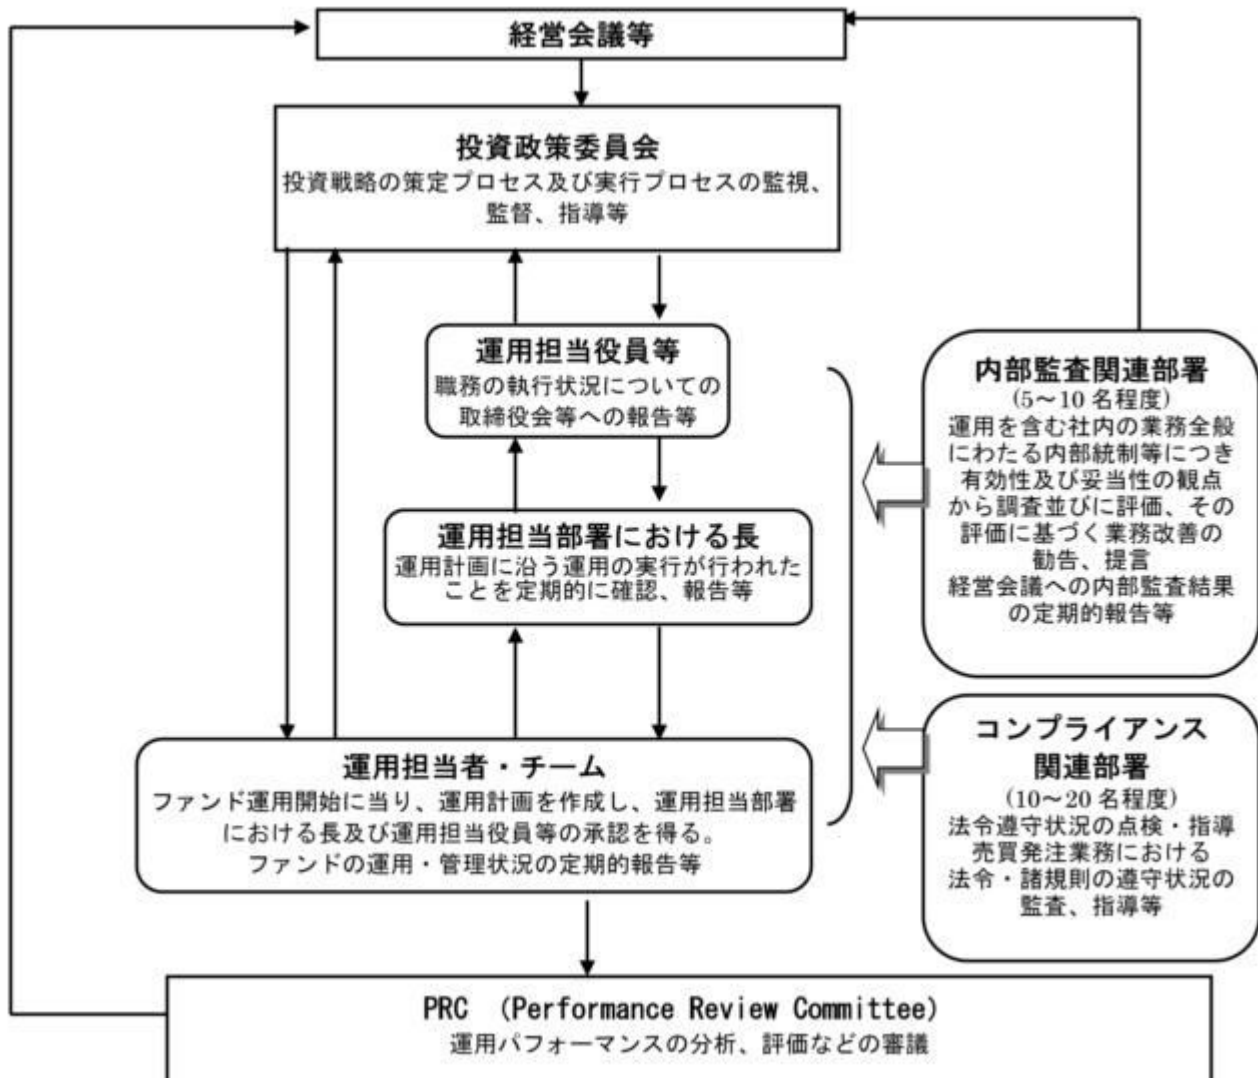 経営会議等
投資政策委員会
投資戦略の策定プロセス及び実行プロセスの監視、
監督、指導等
運用担当役員等
職務の執行状況についての
取締役会等への報告等
運用担当部署における長
運用計画に沿う運用の実行が行われた
ことを定期的に確認、報告等
運用担当者・チーム
ファンド運用開始に当り、運用計画を作成し、運用担当部署
における長及び運用担当役員等の承認を得る。
ファンドの運用・管理状況の定期的報告等
内部監査関連部署
(5～10 名程度)
運用を含む社内の業務全般
にわたる内部統制等につき
有効性及び妥当性の観点
から調査並びに評価、その
評価に基づく業務改善の
勧告、提言
経営会議への内部監査結果
の定期的報告等
コンプライアンス
関連部署
(10～20 名程度)
法令遵守状況の点検・指導
売買発注業務における
法令・諸規則の遵守状況の
監査、指導等
PRC (Performance Review Committee)
運用パフォーマンスの分析、評価などの審議